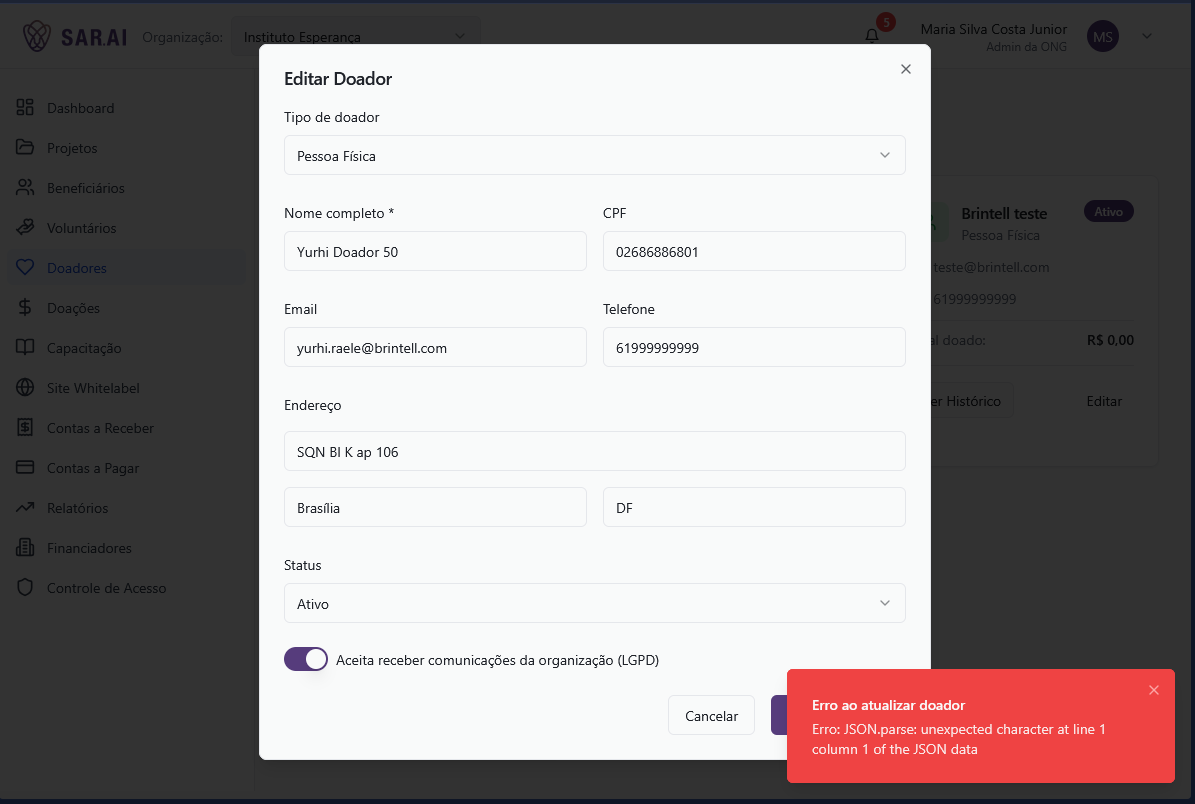 SAR.AI
Organização:
Instituto Esperança
5
Maria Silva Costa Junior
Admin da ONG
MS
Dashboard
Projetos
Beneficiários
Voluntários
Doadores
Doações
Capacitação
Site Whitelabel
Contas a Receber
Contas a Pagar
Relatórios
Financiadores
Controle de Acesso
Editar Doador
Tipo de doador
Pessoa Física
Nome completo *
CPF
Yurhi Doador 50
02686886801
Email
Telefone
yurhi.raele@brintell.com
61999999999
Endereço
SQN Bl K ap 106
Brasília
DF
Status
Ativo
Aceita receber comunicações da organização (LGPD)
Cancelar
Brintell teste
Ativo
Pessoa Física
teste@brintell.com
61999999999
al doado:
R$ 0,00
er Histórico
Editar
Erro ao atualizar doador
Erro: JSON.parse: unexpected character at line 1
column 1 of the JSON data